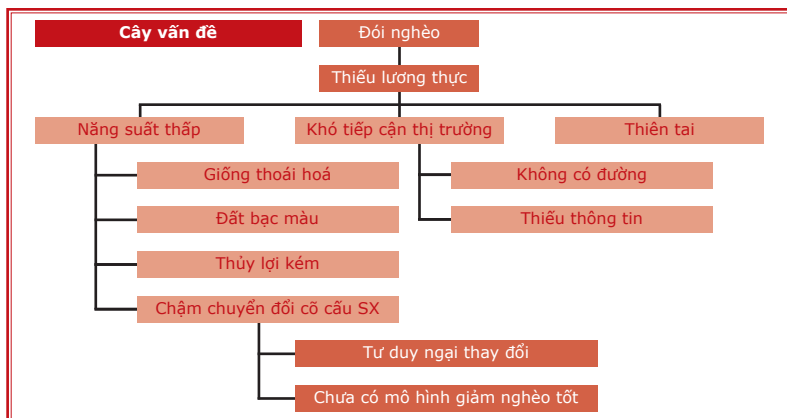 Cây vấn đề
Đói nghèo
Thiếu lương thực
Năng suất thấp
Khó tiếp cận thị trường
Thiên tai
Giống thoái hoá
Không có đường
Đất bạc màu
Thiếu thông tin
Thủy lợi kém
Chậm chuyển đổi cõ cấu SX
Tư duy ngại thay đổi
Chưa có mô hình giảm nghèo tốt